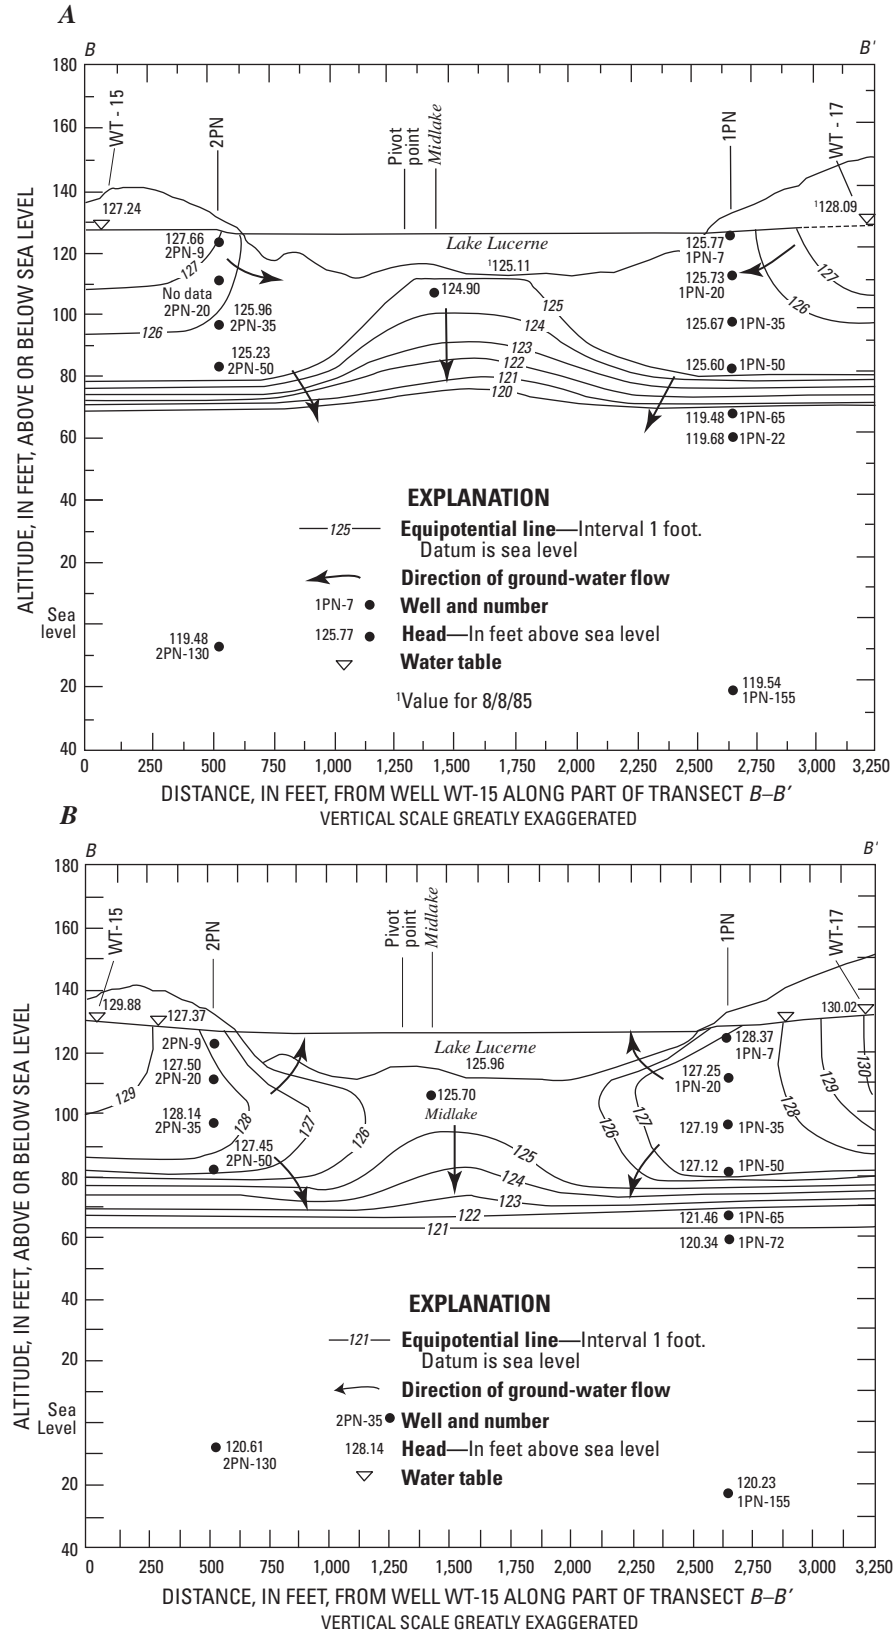 A
B
B'
180
160
140
120
100
80
60
40
20
Sea
level
20
40
ALTITUDE, IN FEET, ABOVE OR BELOW SEA LEVEL
WT - 15
2PN
Pivot
point
Midlake
1PN
WT - 17
127.24
¹128.09
Lake Lucerne
¹125.11
127.66
2PN-9
127
No data
2PN-20
126
125.96
2PN-35
125.23
2PN-50
124.90
125
124
123
122
121
120
125.77
1PN-7
125.73
1PN-20
127
126
125.67
1PN-35
125.60
1PN-50
119.48
1PN-65
119.68
1PN-22
EXPLANATION
125
Equipotential line—Interval 1 foot.
Datum is sea level
Direction of ground-water flow
1PN-7
Well and number
125.77
Head—In feet above sea level
Water table
¹Value for 8/8/85
119.48
2PN-130
119.54
1PN-155
0 250 500 750 1,000 1,250 1,500 1,750 2,000 2,250 2,500 2,750 3,000 3,250
DISTANCE, IN FEET, FROM WELL WT-15 ALONG PART OF TRANSECT B–B'
VERTICAL SCALE GREATLY EXAGGERATED
B
B
B'
180
160
140
120
100
80
60
40
20
Sea
Level
20
40
ALTITUDE, IN FEET, ABOVE OR BELOW SEA LEVEL
WT-15
2PN
Pivot
point
Midlake
1PN
WT-17
129.88
127.37
130.02
2PN-9
127.50
2PN-20
128.14
2PN-35
127.45
2PN-50
129
128
127
126
Lake Lucerne
125.96
125.70
Midlake
125
124
123
122
121
128.37
1PN-7
127.25
1PN-20
126
127
128
129
130
127.19
1PN-35
127.12
1PN-50
121.46
1PN-65
120.34
1PN-72
EXPLANATION
121
Equipotential line—Interval 1 foot.
Datum is sea level
Direction of ground-water flow
2PN-35
Well and number
128.14
Head—In feet above sea level
Water table
120.61
2PN-130
120.23
1PN-155
0 250 500 750 1,000 1,250 1,500 1,750 2,000 2,250 2,500 2,750 3,000 3,250
DISTANCE, IN FEET, FROM WELL WT-15 ALONG PART OF TRANSECT B–B'
VERTICAL SCALE GREATLY EXAGGERATED